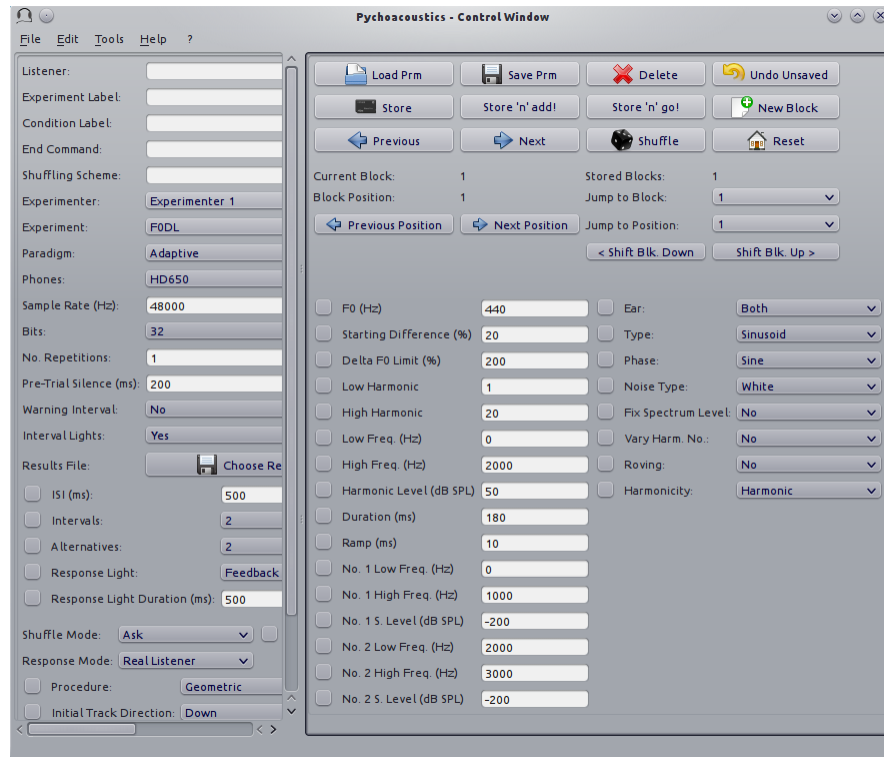 Pychoacoustics - Control Window
File Edit Tools Help ?
Listener:
Experiment Label:
Condition Label:
End Command:
Shuffling Scheme:
Experimenter: Experimenter 1
Experiment: F0DL
Paradigm: Adaptive
Phones: HD650
Sample Rate (Hz): 48000
Bits: 32
No. Repetitions: 1
Pre-Trial Silence (ms): 200
Warning Interval: No
Interval Lights: Yes
Results File: Choose Re
ISI (ms): 500
Intervals: 2
Alternatives: 2
Response Light: Feedback
Response Light Duration (ms): 500
Shuffle Mode: Ask
Response Mode: Real Listener
Procedure: Geometric
Initial Track Direction: Down
Load Prm Save Prm Delete Undo Unsaved
Store Store 'n' add! Store 'n' go! New Block
Previous Next Shuffle Reset
Current Block: 1 Stored Blocks: 1
Block Position: 1 Jump to Block: 1
Previous Position Next Position Jump to Position: 1
< Shift Blk. Down Shift Blk. Up >
F0 (Hz) 440 Ear: Both
Starting Difference (%) 20 Type: Sinusoid
Delta F0 Limit (%) 200 Phase: Sine
Low Harmonic 1 Noise Type: White
High Harmonic 20 Fix Spectrum Level: No
Low Freq. (Hz) 0 Vary Harm. No.: No
High Freq. (Hz) 2000 Roving: No
Harmonic Level (dB SPL) 50 Harmonicity: Harmonic
Duration (ms) 180
Ramp (ms) 10
No. 1 Low Freq. (Hz) 0
No. 1 High Freq. (Hz) 1000
No. 1 S. Level (dB SPL) -200
No. 2 Low Freq. (Hz) 2000
No. 2 High Freq. (Hz) 3000
No. 2 S. Level (dB SPL) -200